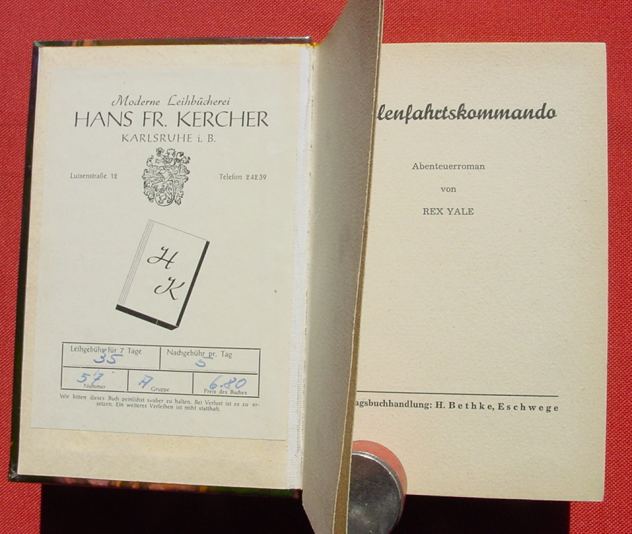 Moderne Leihbücherei
HANS FR. KERCHER
KARLSRUHE i. B.
Luisenstraße 12
Telefon 24239
H
K
Leihgebühr für 7 Tage
35
Nachgebühr pr. Tag
5
57
Nummer
A
Gruppe
6.80
Preis des Buches
Wir bitten dieses Buch peinlichst sauber zu halten. Bei Verlust ist es zu er-
setzen. Ein weiteres Verleihen ist nicht statthaft.
lenfahrtskommando
Abenteuerroman
von
REX YALE
agsbuchhandlung: H. Bethke, Eschwege